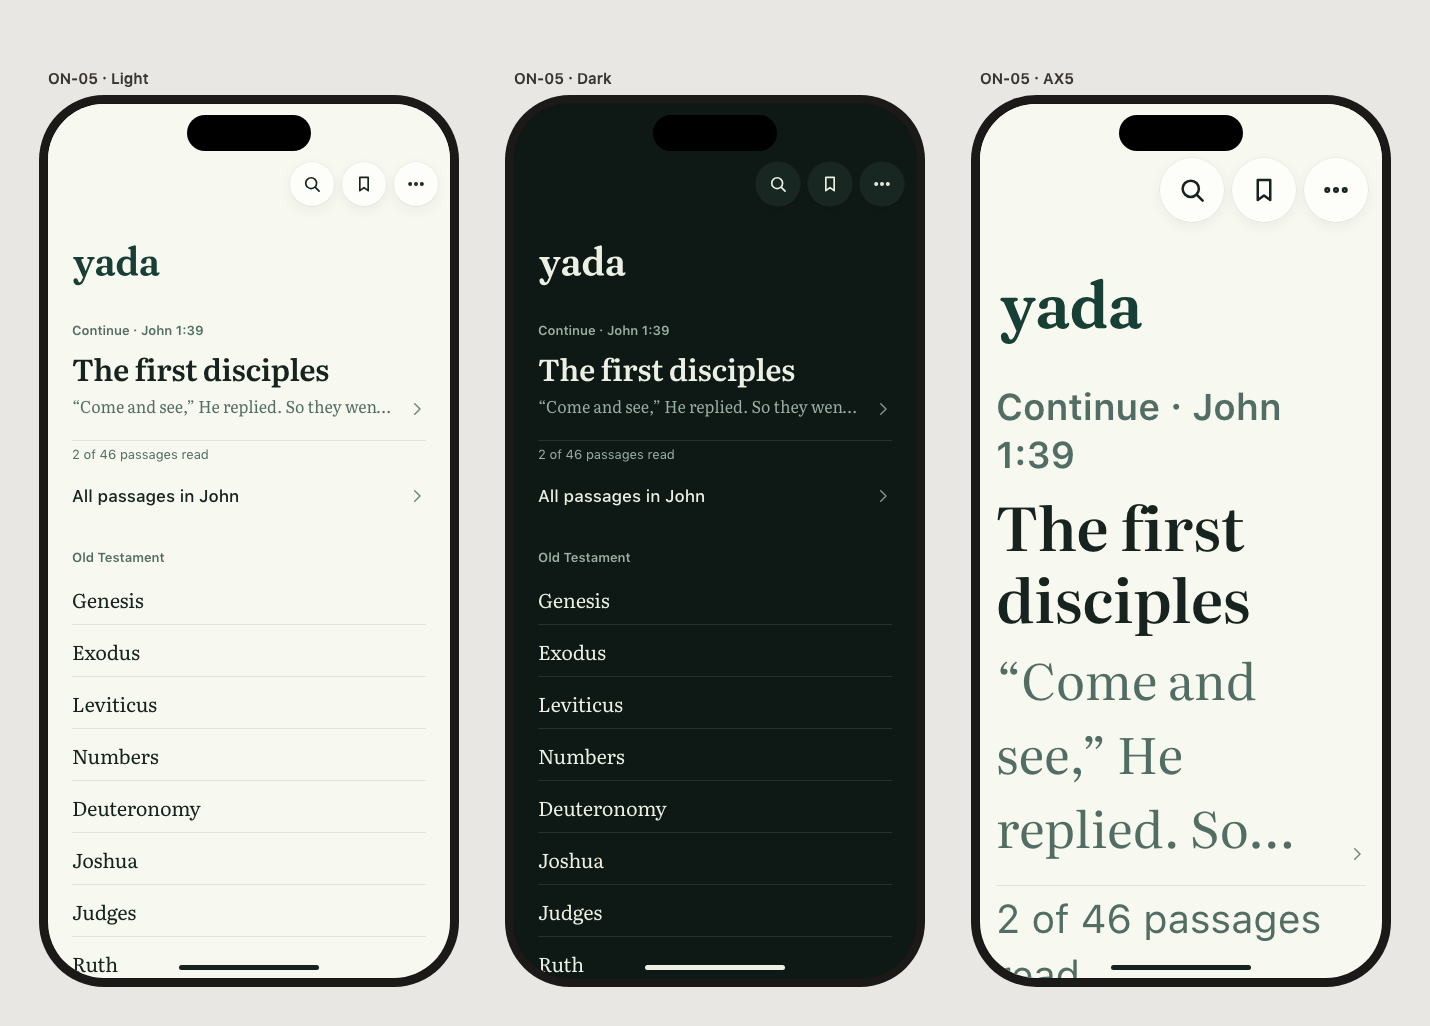 ON-05 · Light
yada
Continue · John 1:39
The first disciples
“Come and see,” He replied. So they wen…
2 of 46 passages read
All passages in John
Old Testament
Genesis
Exodus
Leviticus
Numbers
Deuteronomy
Joshua
Judges
Ruth
ON-05 · Dark
yada
Continue · John 1:39
The first disciples
“Come and see,” He replied. So they wen…
2 of 46 passages read
All passages in John
Old Testament
Genesis
Exodus
Leviticus
Numbers
Deuteronomy
Joshua
Judges
Ruth
ON-05 · AX5
yada
Continue · John
1:39
The first
disciples
“Come and
see,” He
replied. So…
2 of 46 passages
read